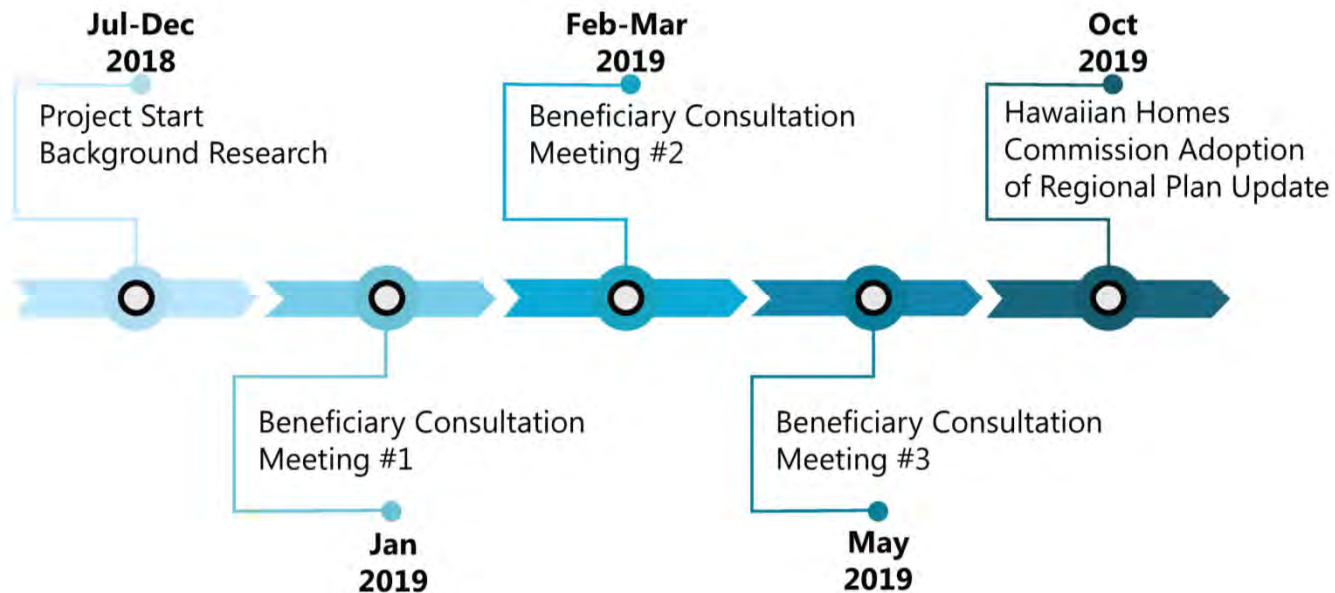 Jul-Dec
2018
Project Start
Background Research
Jan
2019
Beneficiary Consultation
Meeting #1
Feb-Mar
2019
Beneficiary Consultation
Meeting #2
May
2019
Beneficiary Consultation
Meeting #3
Oct
2019
Hawaiian Homes
Commission Adoption
of Regional Plan Update